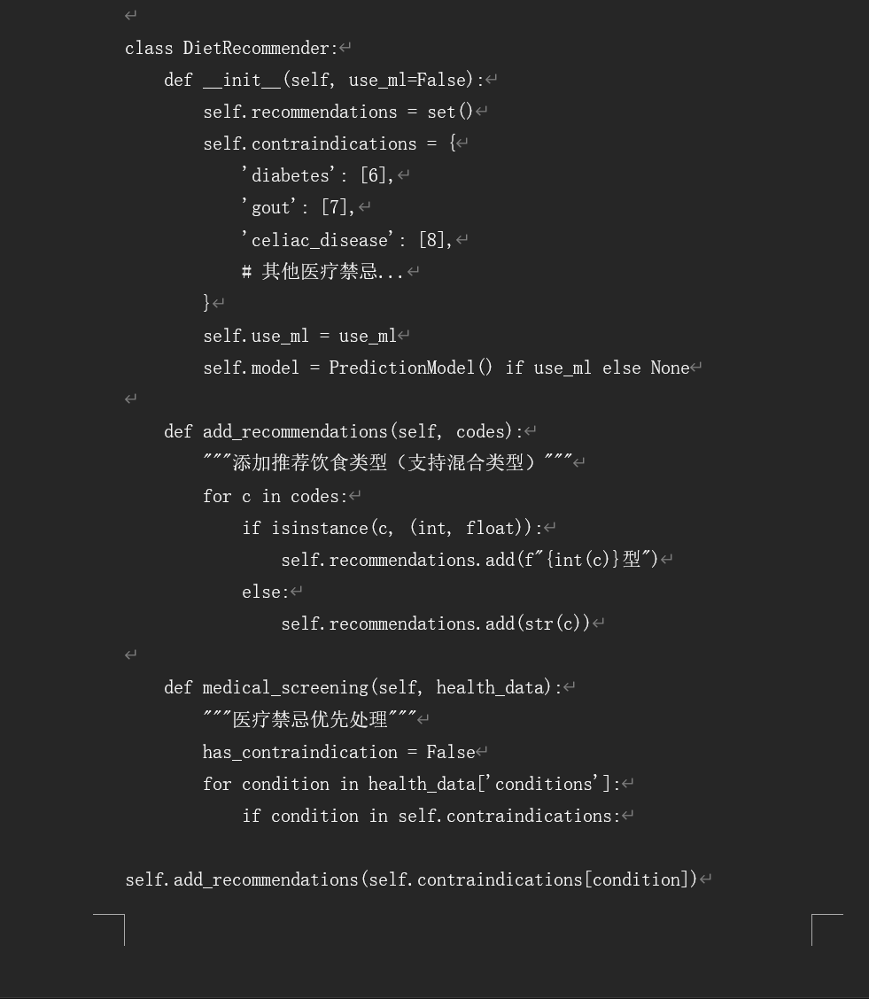 class DietRecommender:
    def __init__(self, use_ml=False):
        self.recommendations = set()
        self.contraindications = {
            'diabetes': [6],
            'gout': [7],
            'celiac_disease': [8],
            # 其他医疗禁忌...
        }
        self.use_ml = use_ml
        self.model = PredictionModel() if use_ml else None
    def add_recommendations(self, codes):
        """添加推荐饮食类型（支持混合类型）"""
        for c in codes:
            if isinstance(c, (int, float)):
                self.recommendations.add(f"{int(c)}型")
            else:
                self.recommendations.add(str(c))
    def medical_screening(self, health_data):
        """医疗禁忌优先处理"""
        has_contraindication = False
        for condition in health_data['conditions']:
            if condition in self.contraindications:
self.add_recommendations(self.contraindications[condition])